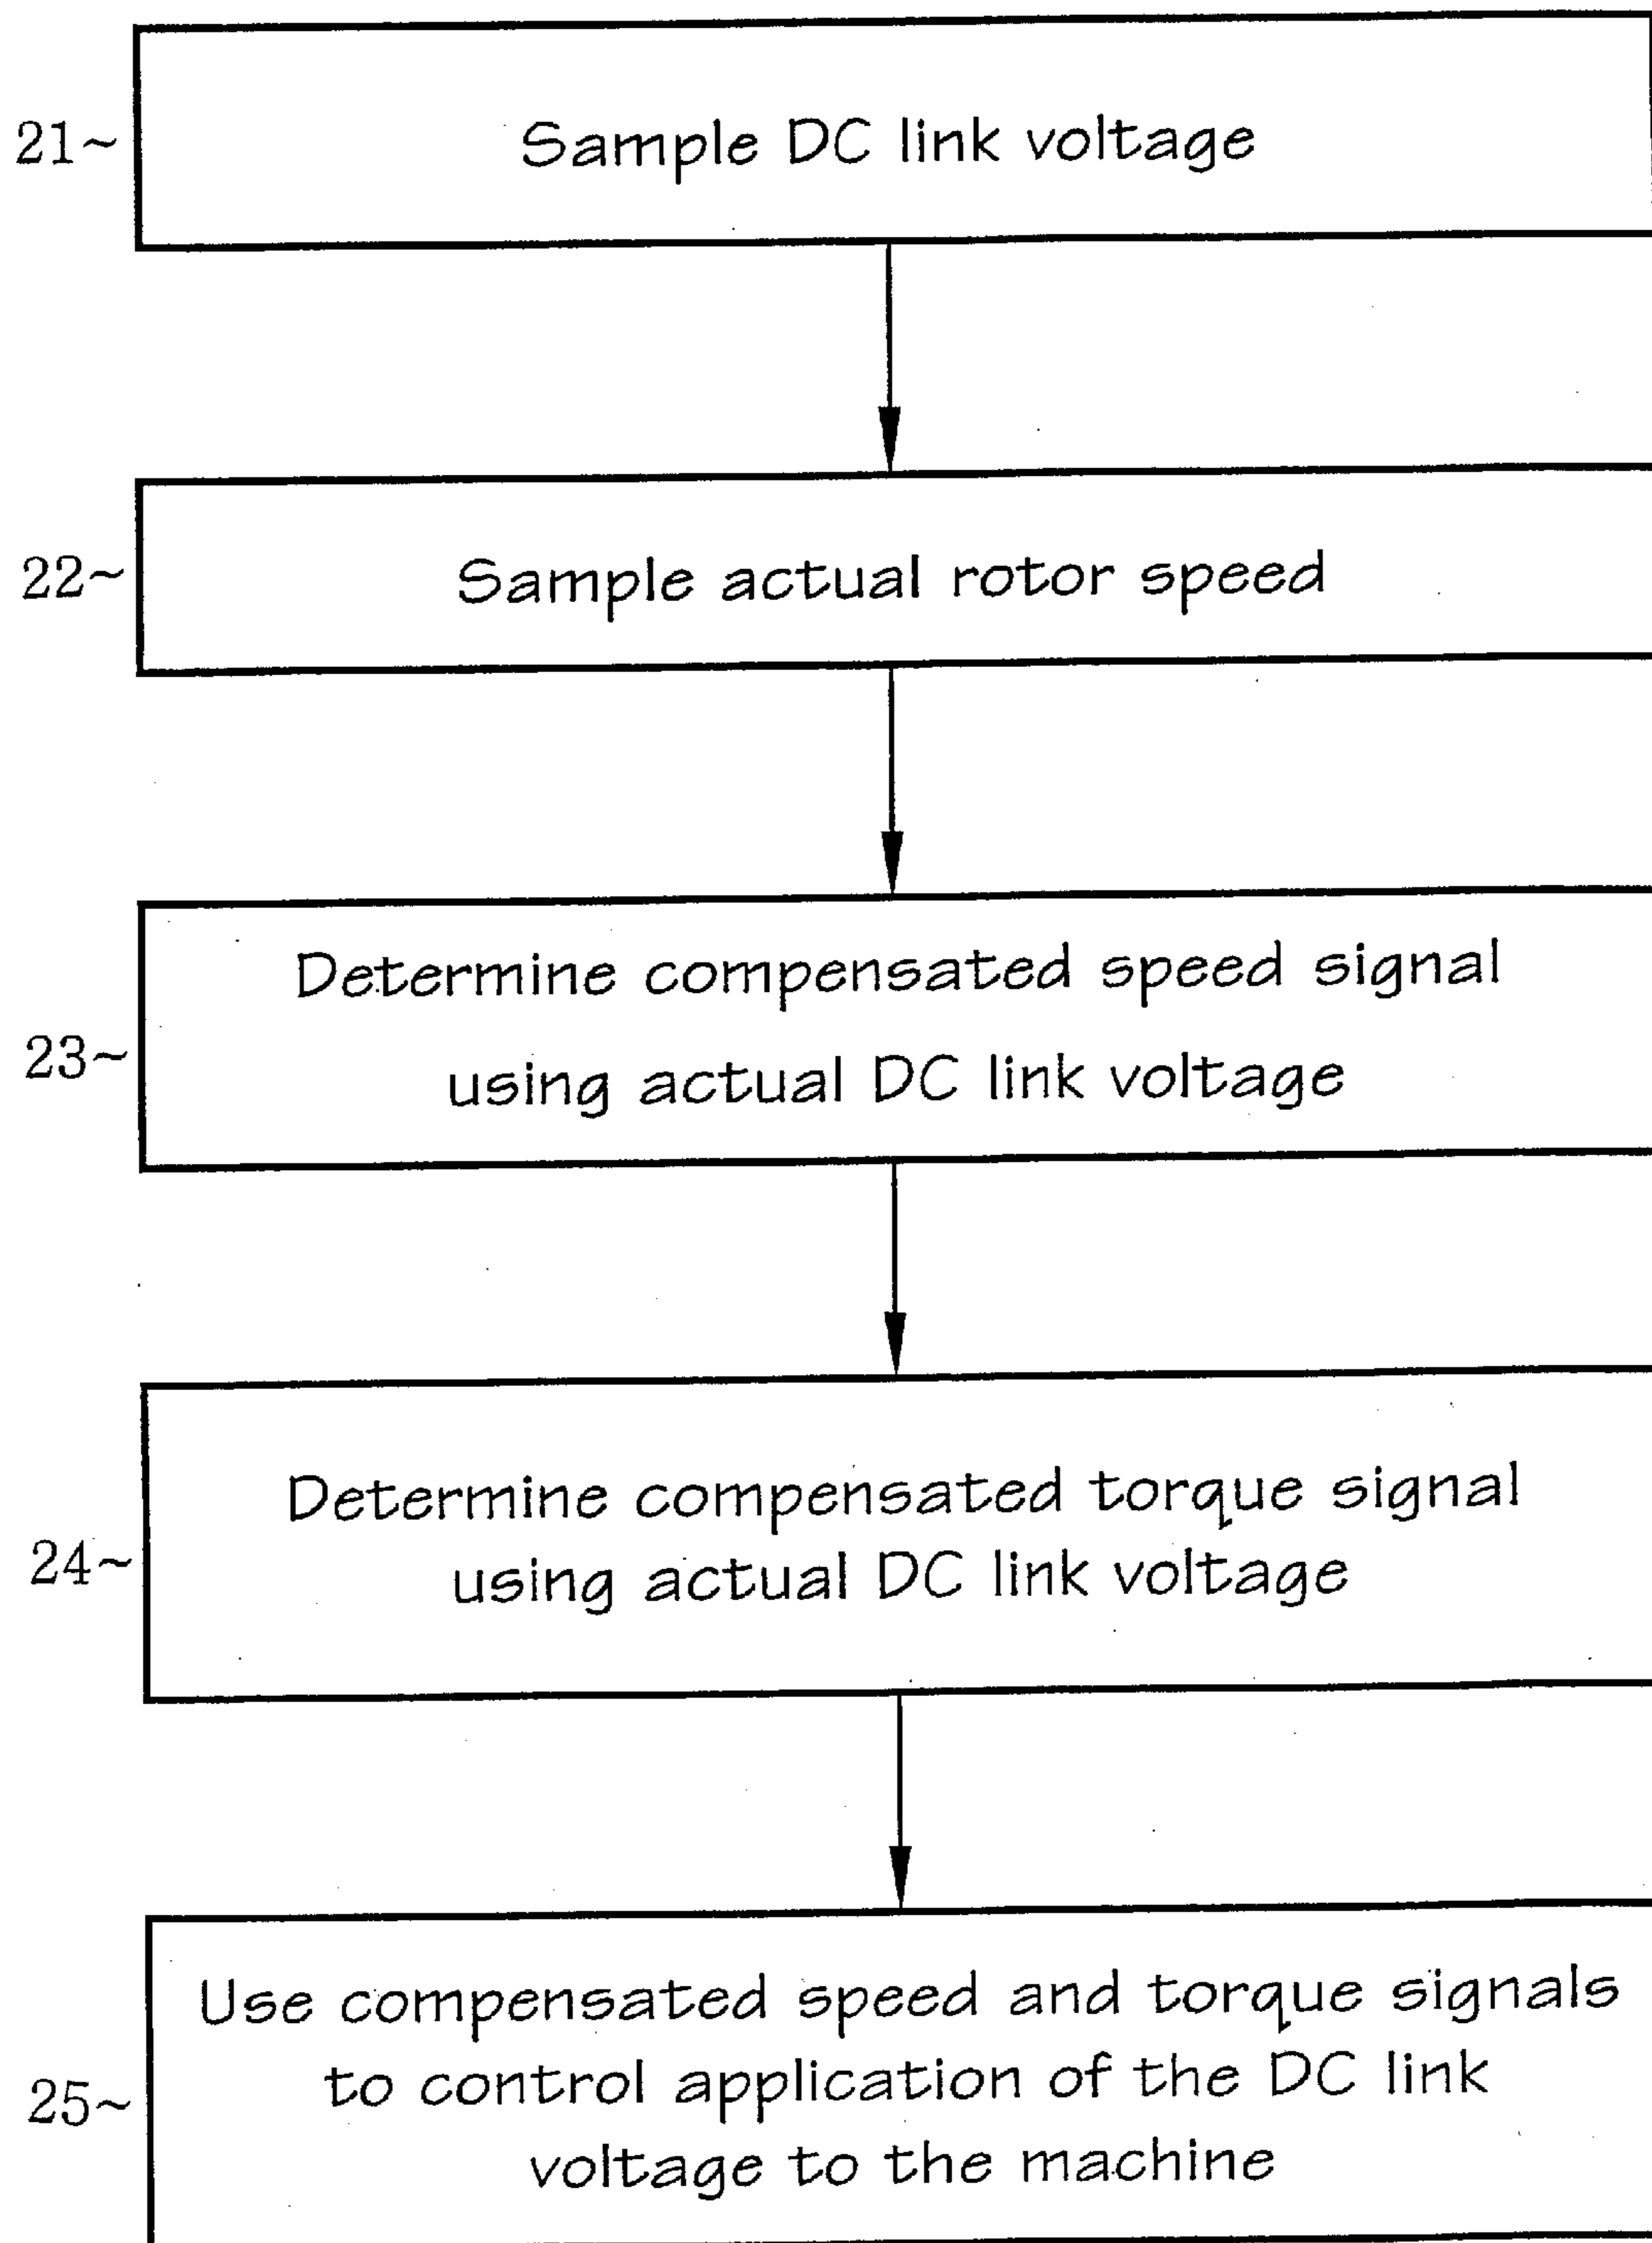 21~ Sample DC link voltage
22~ Sample actual rotor speed
Determine compensated speed signal
23~ using actual DC link voltage
Determine compensated torque signal
24~ using actual DC link voltage
Use compensated speed and torque signals
25~ to control application of the DC link
voltage to the machine